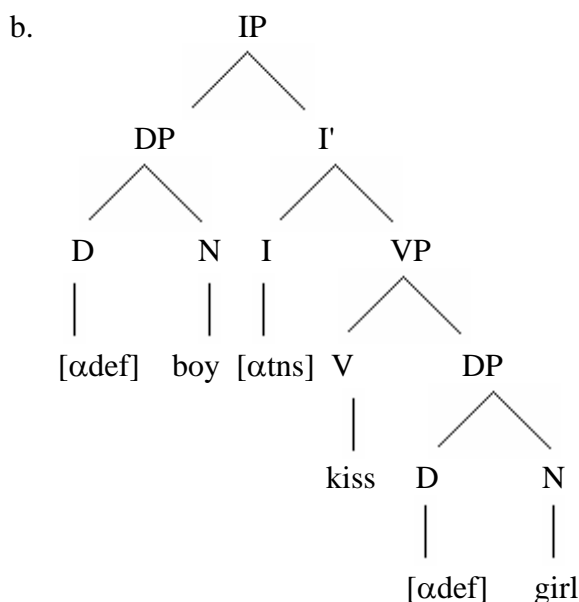 b. IP
DP I'
D N I VP
[αdef] boy [αtns] V DP
kiss D N
[αdef] girl